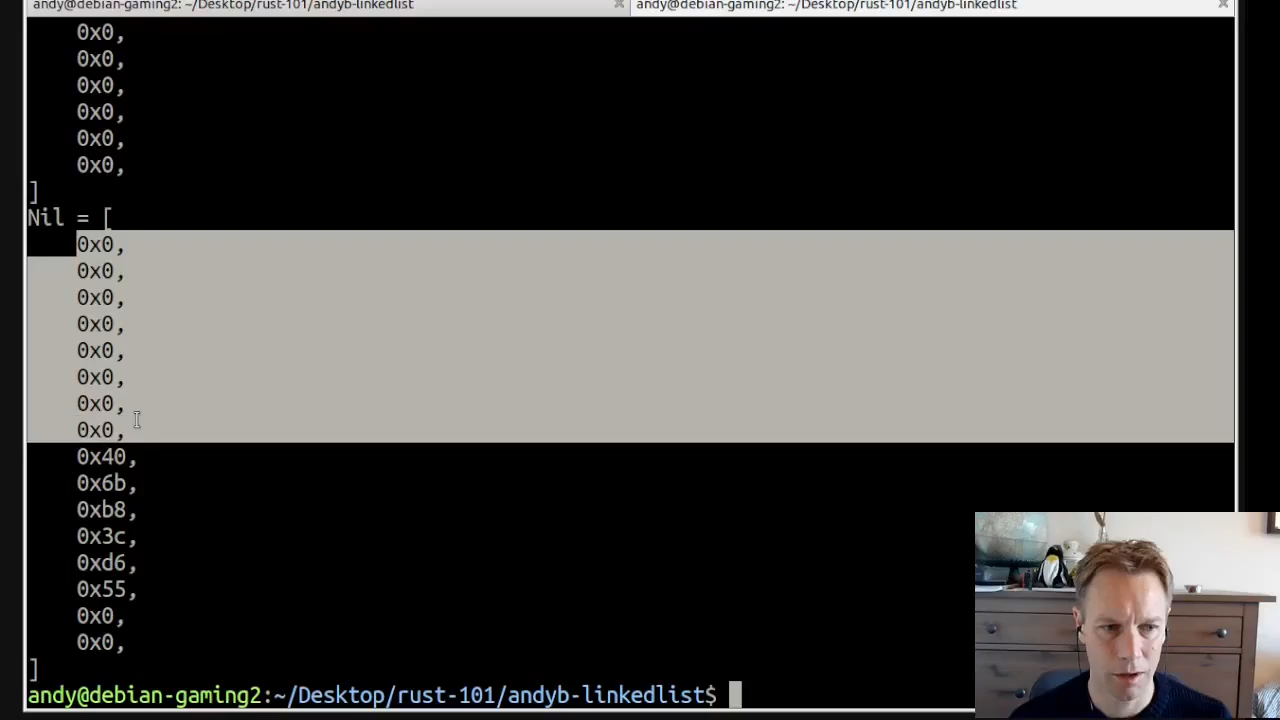 andy@debian-gaming2: ~/Desktop/rust-101/andyb-linkedlist
andy@debian-gaming2: ~/Desktop/rust-101/andyb-linkedlist
0x0,
0x0,
0x0,
0x0,
0x0,
0x0,
]
Nil = [
0x0,
0x0,
0x0,
0x0,
0x0,
0x0,
0x0,
0x0,
0x40,
0x6b,
0xb8,
0x3c,
0xd6,
0x55,
0x0,
0x0,
]
andy@debian-gaming2:~/Desktop/rust-101/andyb-linkedlist$